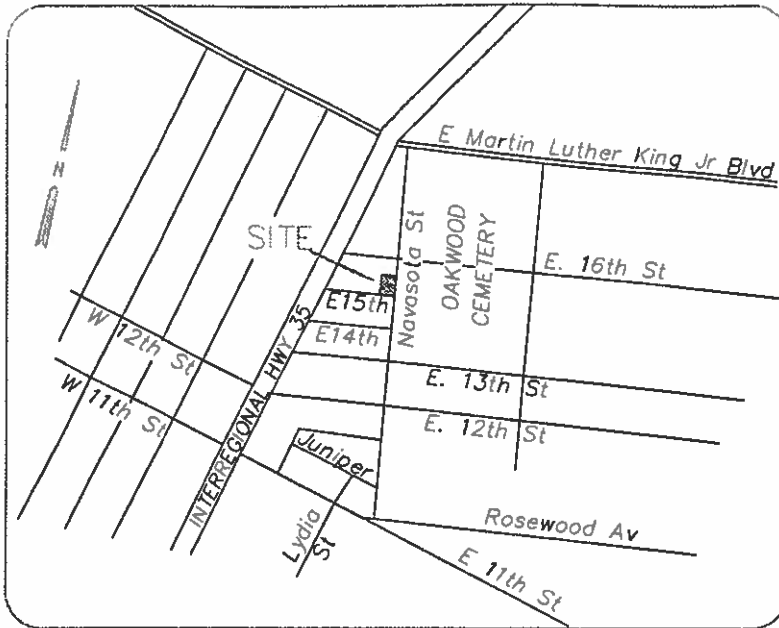 E Martin Luther King Jr Blvd
N
SITE
Navasota St
OAKWOOD
CEMETERY
E. 16th St
E15th
E14th
W 12th St
W 11th St
INTERREGIONAL HWY 35
E. 13th St
E. 12th St
Juniper
Lydia
St
Rosewood Av
E 11th St